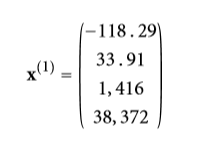 x(1) =
−118.29
33.91
1,416
38,372